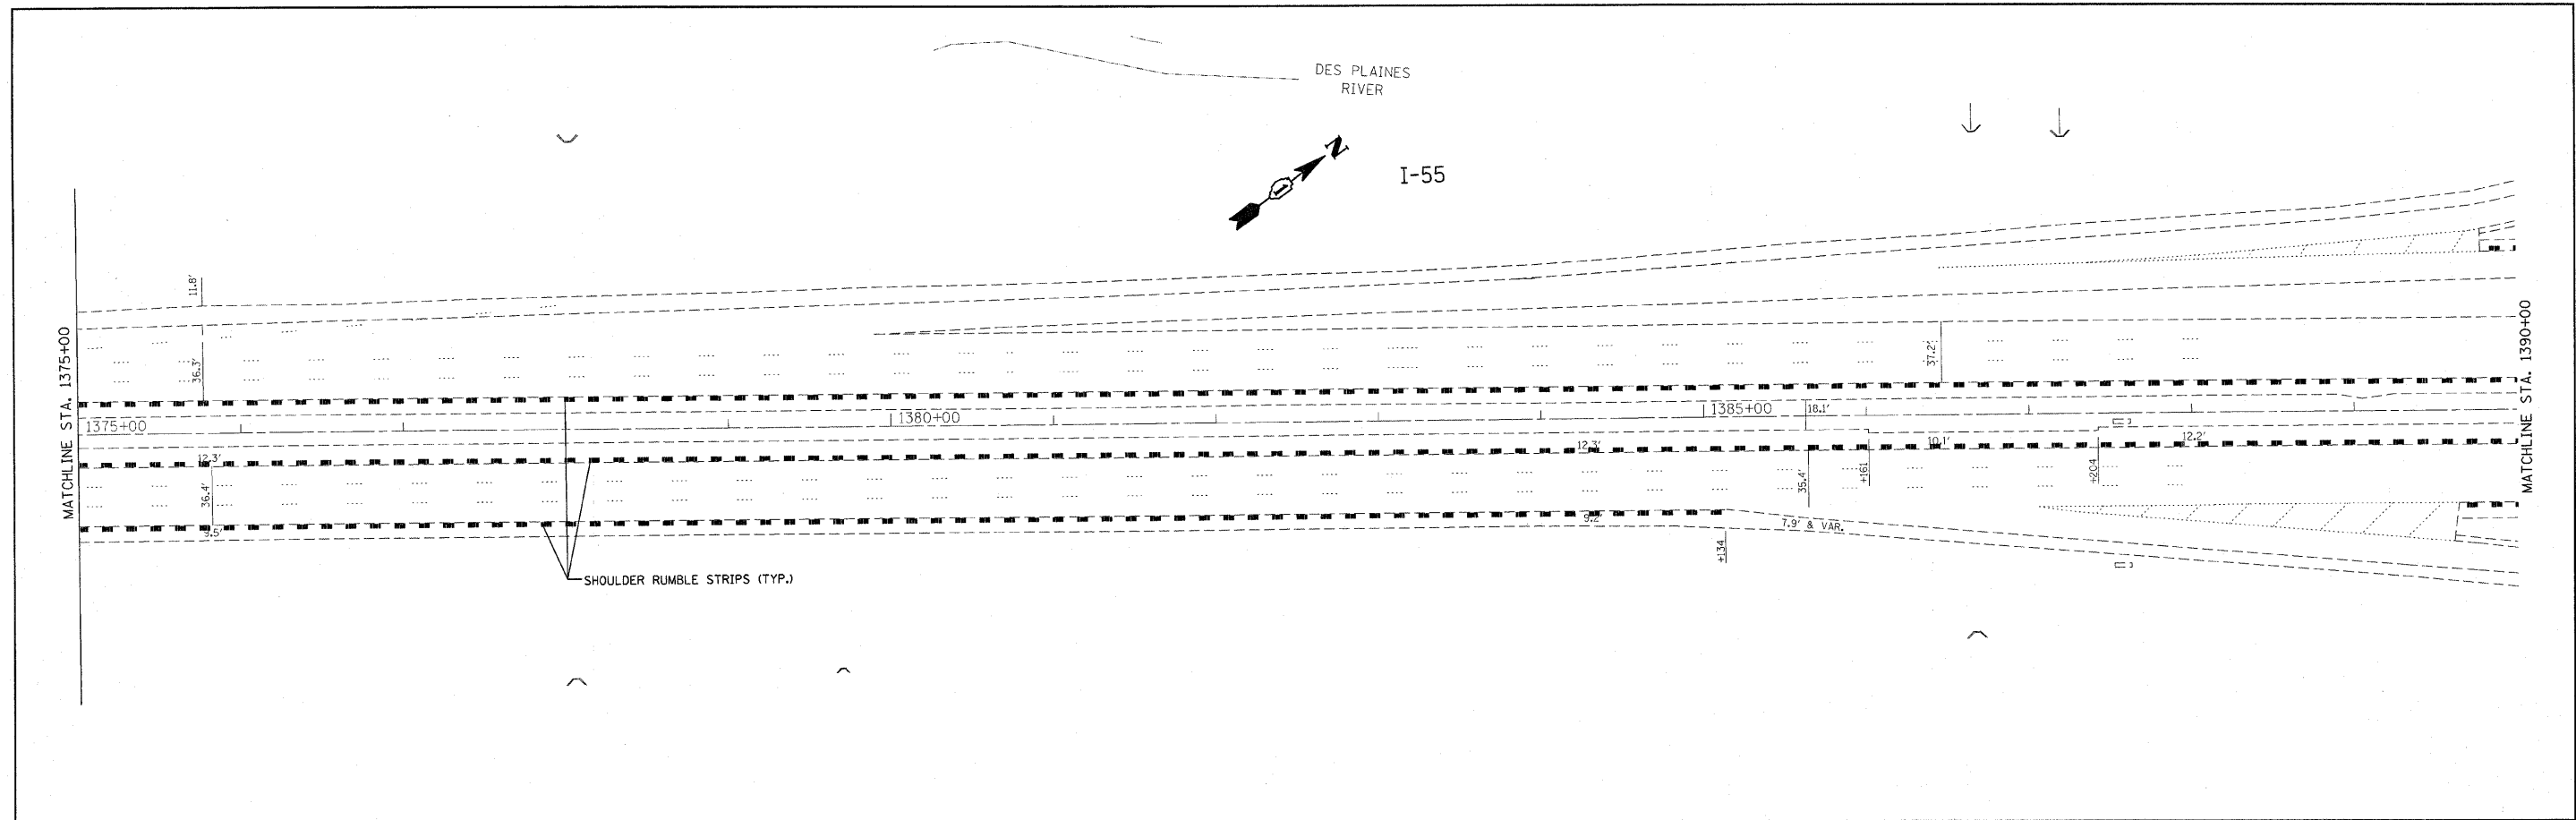 DES PLAINES
RIVER
N
1
I-55
MATCHLINE STA. 1375+00
MATCHLINE STA. 1390+00
11.8'
36.3'
37.2'
1375+00
1380+00
1385+00
18.1'
12.3'
12.3'
10.1'
12.2'
36.4'
35.4'
+161
+204
9.5'
9.2'
7.9' & VAR.
+134
SHOULDER RUMBLE STRIPS (TYP.)